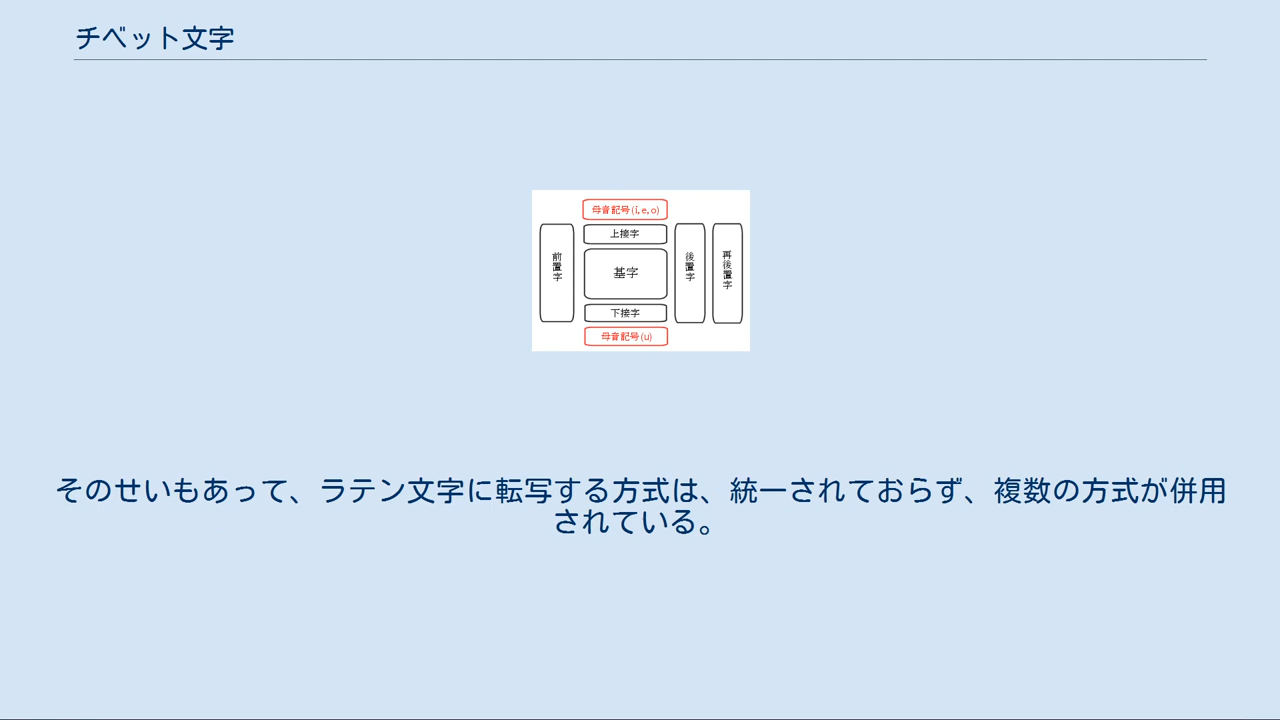 チベット文字
母音記号(i,e,o)
上接字
前置字
基字
後置字
再後置字
下接字
母音記号(u)
そのせいもあって、ラテン文字に転写する方式は、統一されておらず、複数の方式が併用
されている。